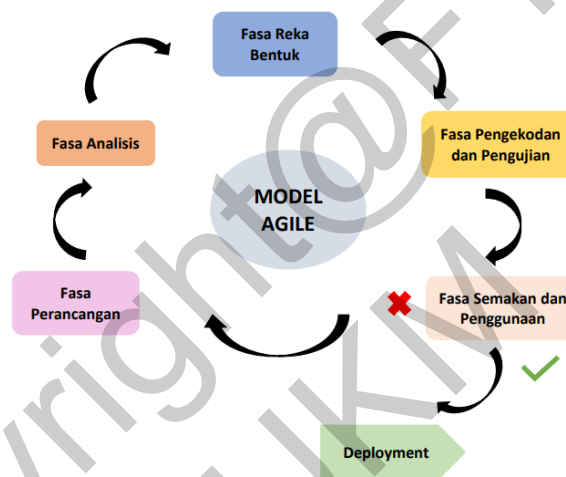 Fasa Reka
Bentuk
Fasa Analisis
Fasa Pengekodan
dan Pengujian
MODEL
AGILE
Fasa
Perancangan
Fasa Semakan dan
Penggunaan
Deployment